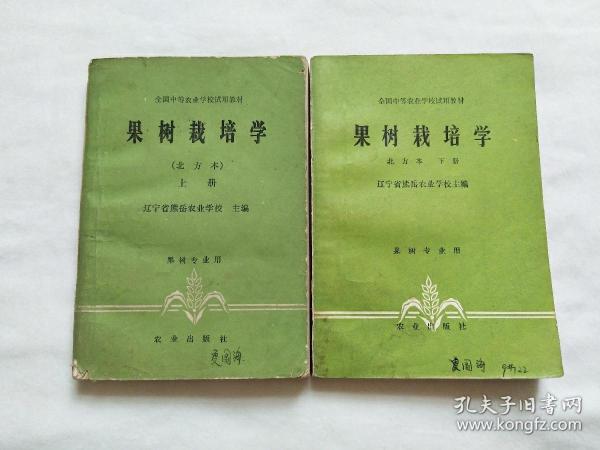 全国中等农业学校试用教材
果树栽培学
(北方本)
上册
辽宁省熊岳农业学校 主编
果树专业用
农业出版社
全国中等农业学校试用教材
果树栽培学
北方本 下册
辽宁省熊岳农业学校主编
果树专业用
农业出版社
孔夫子旧书网
www.kongfz.com